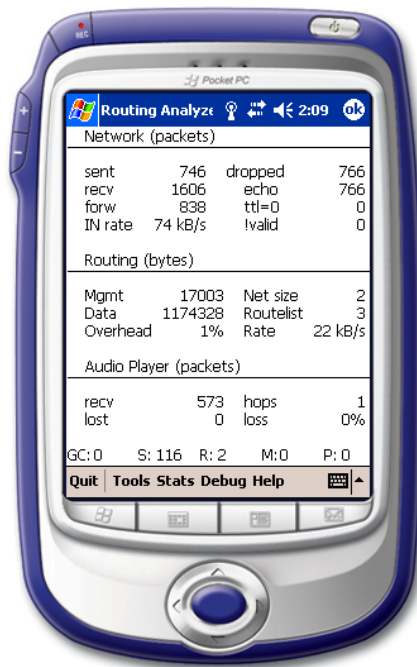 REC
Pocket PC
Routing Analyze 2:09 ok
Network (packets)
sent 746 dropped 766
recv 1606 echo 766
forw 838 ttl=0 0
IN rate 74 kB/s !valid 0
Routing (bytes)
Mgmt 17003 Net size 2
Data 1174328 Routelist 3
Overhead 1% Rate 22 kB/s
Audio Player (packets)
recv 573 hops 1
lost 0 loss 0%
GC: 0 S: 116 R: 2 M:0 P: 0
Quit Tools Stats Debug Help